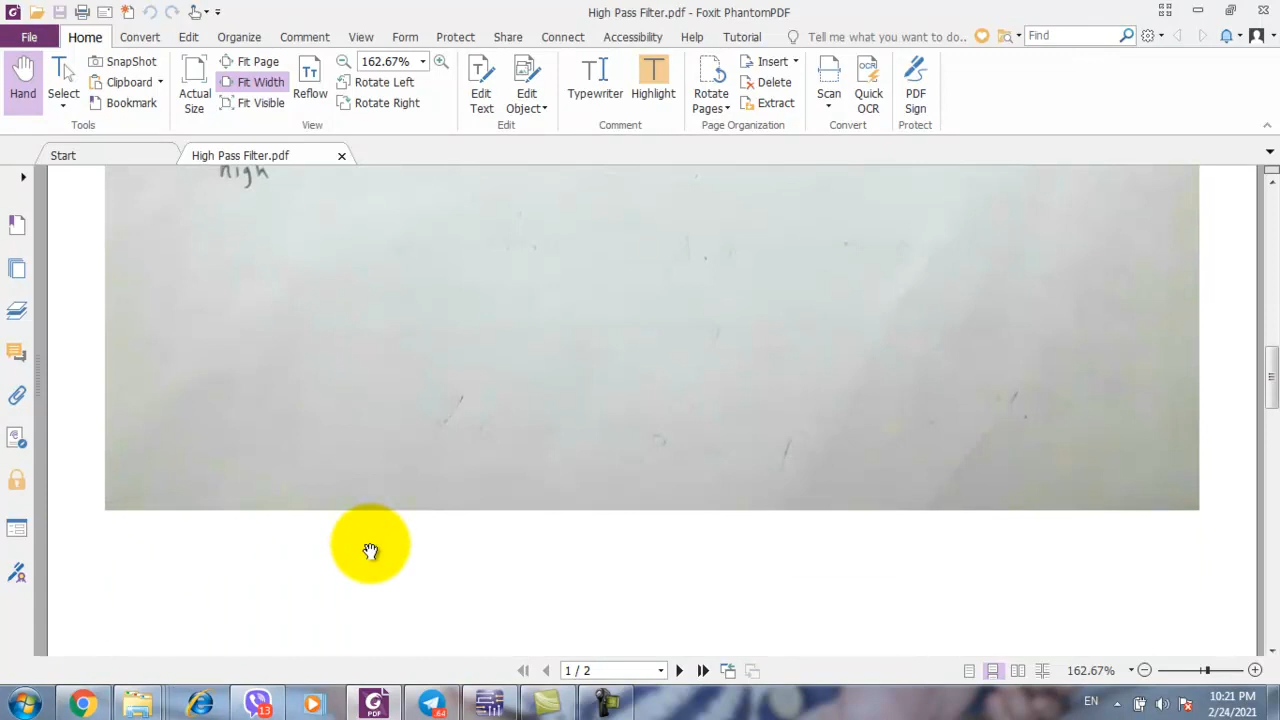 High Pass Filter.pdf - Foxit PhantomPDF
File Home Convert Edit Organize Comment View Form Protect Share Connect Accessibility Help Tutorial Tell me what you want to do.. Find
SnapShot Fit Page 162.67% Rotate Left Insert
Clipboard Fit Width Rotate Right Delete
Bookmark Fit Visible Extract
Hand Select Actual Size Reflow Edit Text Edit Object Typewriter Highlight Rotate Pages Scan Quick OCR PDF Sign
Tools View Edit Comment Page Organization Convert Protect
Start High Pass Filter.pdf
high
1 / 2 162.67%
13 PDF 64 EN 10:21 PM
2/24/2021